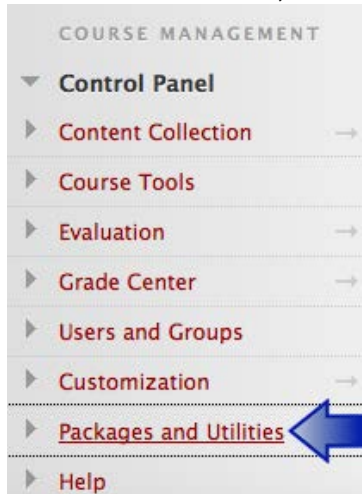 COURSE MANAGEMENT
Control Panel
Content Collection
Course Tools
Evaluation
Grade Center
Users and Groups
Customization
Packages and Utilities
Help